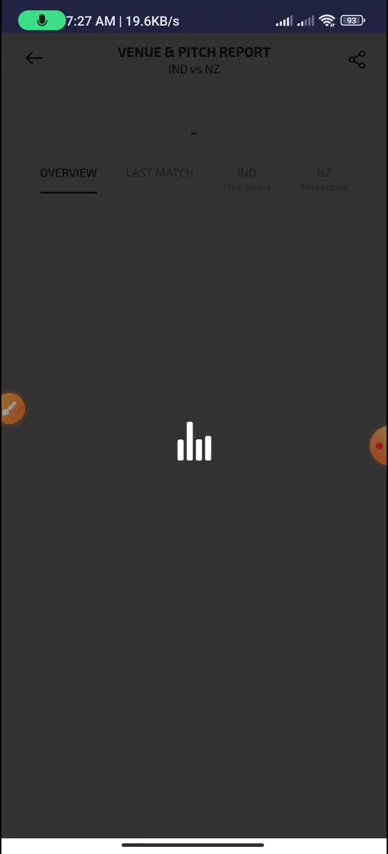 7:27 AM | 19.6KB/s
93
VENUE & PITCH REPORT
IND vs NZ
-
OVERVIEW LAST MATCH IND NZ
This Venue This Venue